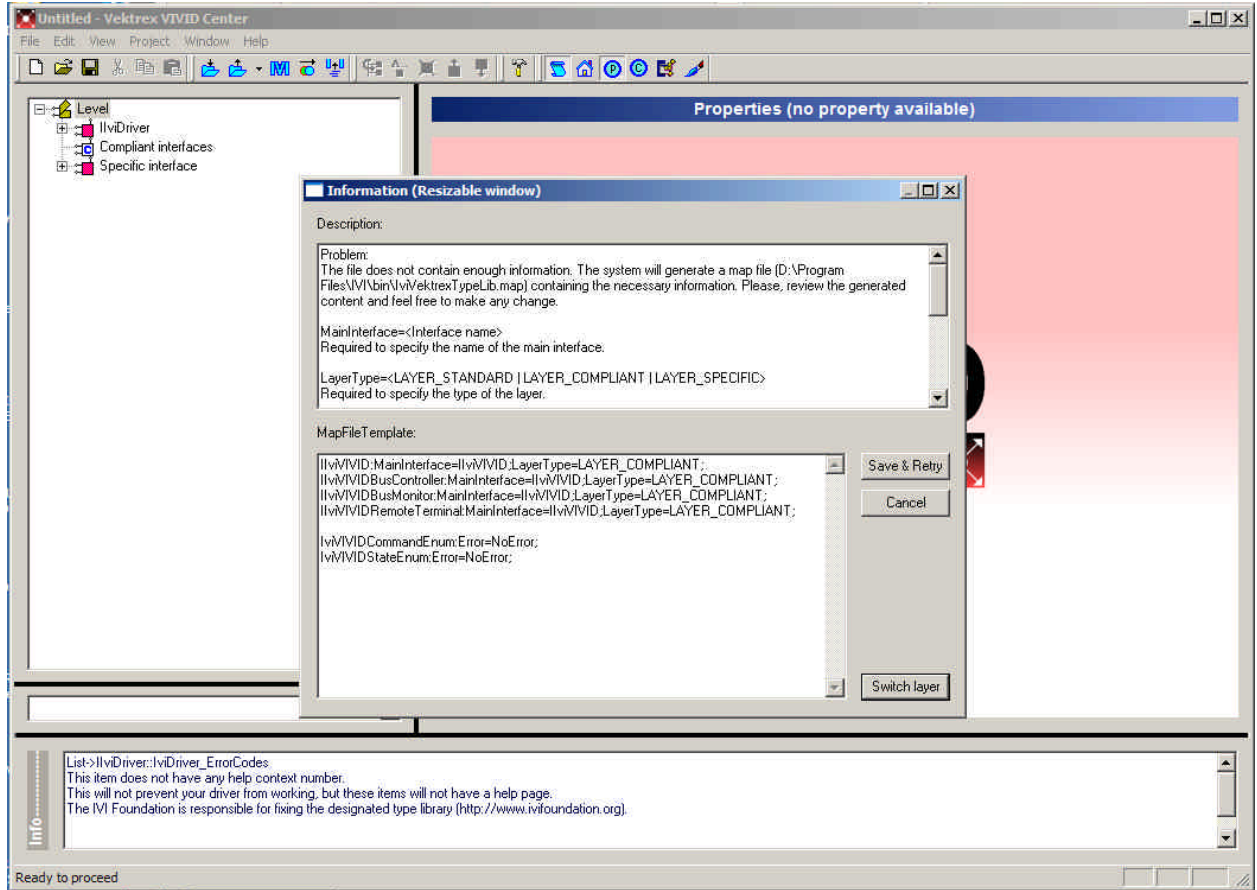 Untitled - Vektrex VIVID Center
File Edit View Project Window Help
Level
IIviDriver
Compliant interfaces
Specific interface
Properties (no property available)
Information (Resizable window)
Description:
Problem:
The file does not contain enough information. The system will generate a map file (D:\Program
Files\IVI\bin\IviVektrexTypeLib.map) containing the necessary information. Please, review the generated
content and feel free to make any change.
MainInterface=<Interface name>
Required to specify the name of the main interface.
LayerType=<LAYER_STANDARD | LAYER_COMPLIANT | LAYER_SPECIFIC>
Required to specify the type of the layer.
MapFileTemplate:
IIviVIVID:MainInterface=IIviVIVID;LayerType=LAYER_COMPLIANT;
IIviVIVIDBusController:MainInterface=IIviVIVID;LayerType=LAYER_COMPLIANT;
IIviVIVIDBusMonitor:MainInterface=IIviVIVID;LayerType=LAYER_COMPLIANT;
IIviVIVIDRemoteTerminal:MainInterface=IIviVIVID;LayerType=LAYER_COMPLIANT;
IviVIVIDCommandEnum:Error=NoError;
IviVIVIDStateEnum:Error=NoError;
Save & Retry
Cancel
Switch layer
Info
List->IIviDriver::IviDriver_ErrorCodes
This item does not have any help context number.
This will not prevent your driver from working, but these items will not have a help page.
The IVI Foundation is responsible for fixing the designated type library (http://www.ivifoundation.org).
Ready to proceed